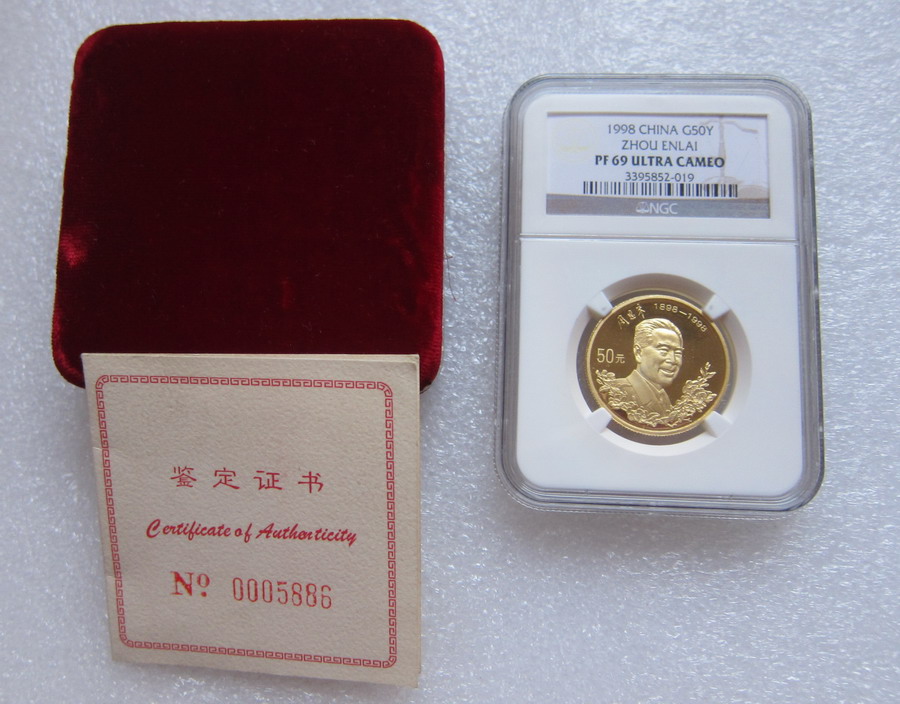 1998 CHINA G50Y
ZHOU ENLAI
PF 69 ULTRA CAMEO
3395852-019
NGC
周恩来 1898—1998
50元
鉴定证书
Certificate of Authenticity
Nº 0005886